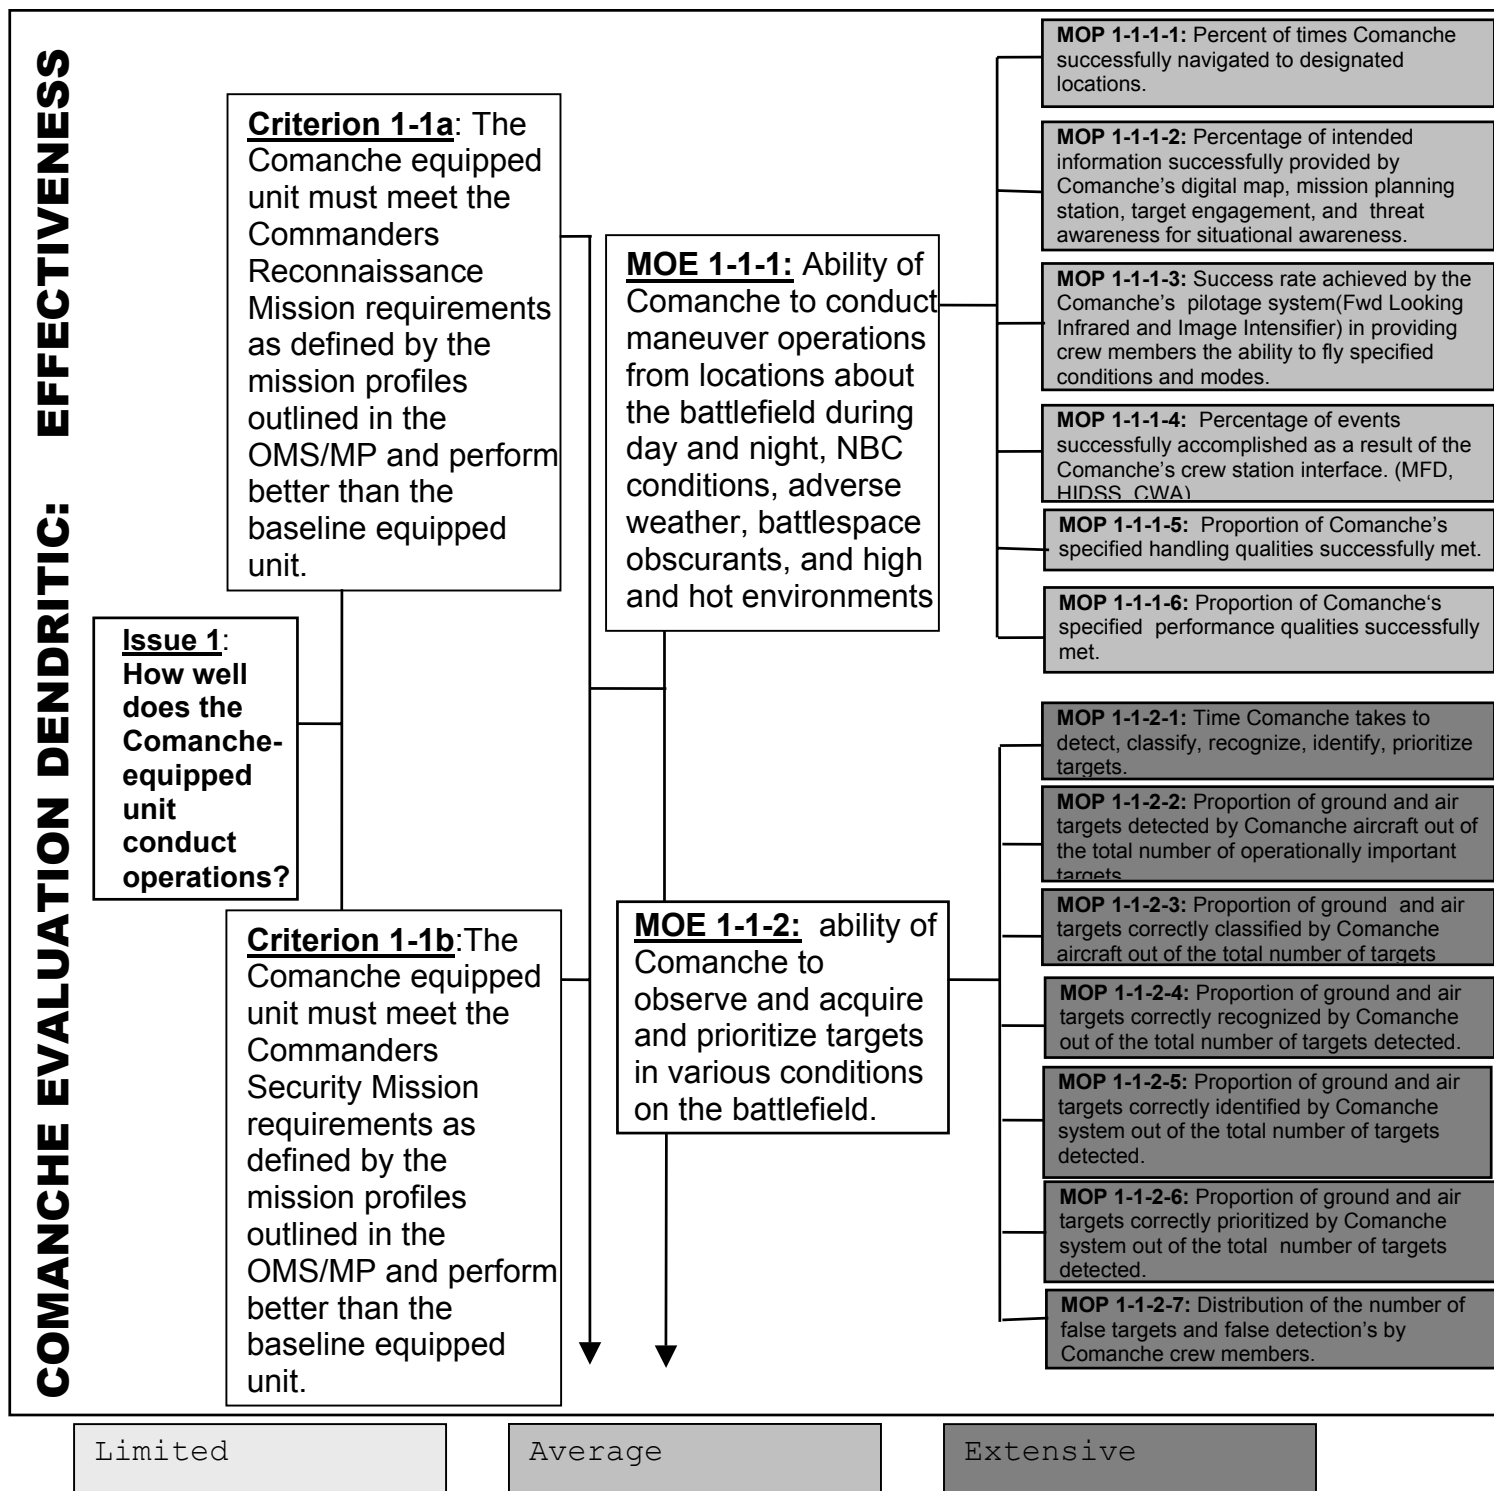 COMANCHE EVALUATION DENDRITIC: EFFECTIVENESS
Issue 1:
How well
does the
Comanche-
equipped
unit
conduct
operations?
Criterion 1-1a: The
Comanche equipped
unit must meet the
Commanders
Reconnaissance
Mission requirements
as defined by the
mission profiles
outlined in the
OMS/MP and perform
better than the
baseline equipped
unit.
Criterion 1-1b:The
Comanche equipped
unit must meet the
Commanders
Security Mission
requirements as
defined by the
mission profiles
outlined in the
OMS/MP and perform
better than the
baseline equipped
unit.
MOE 1-1-1: Ability of
Comanche to conduct
maneuver operations
from locations about
the battlefield during
day and night, NBC
conditions, adverse
weather, battlespace
obscurants, and high
and hot environments
MOE 1-1-2: ability of
Comanche to
observe and acquire
and prioritize targets
in various conditions
on the battlefield.
MOP 1-1-1-1: Percent of times Comanche
successfully navigated to designated
locations.
MOP 1-1-1-2: Percentage of intended
information successfully provided by
Comanche’s digital map, mission planning
station, target engagement, and threat
awareness for situational awareness.
MOP 1-1-1-3: Success rate achieved by the
Comanche’s pilotage system(Fwd Looking
Infrared and Image Intensifier) in providing
crew members the ability to fly specified
conditions and modes.
MOP 1-1-1-4: Percentage of events
successfully accomplished as a result of the
Comanche’s crew station interface. (MFD,
HIDSS, CWA)
MOP 1-1-1-5: Proportion of Comanche’s
specified handling qualities successfully met.
MOP 1-1-1-6: Proportion of Comanche‘s
specified performance qualities successfully
met.
MOP 1-1-2-1: Time Comanche takes to
detect, classify, recognize, identify, prioritize
targets.
MOP 1-1-2-2: Proportion of ground and air
targets detected by Comanche aircraft out of
the total number of operationally important
targets
MOP 1-1-2-3: Proportion of ground and air
targets correctly classified by Comanche
aircraft out of the total number of targets
MOP 1-1-2-4: Proportion of ground and air
targets correctly recognized by Comanche
out of the total number of targets detected.
MOP 1-1-2-5: Proportion of ground and air
targets correctly identified by Comanche
system out of the total number of targets
detected.
MOP 1-1-2-6: Proportion of ground and air
targets correctly prioritized by Comanche
system out of the total number of targets
detected.
MOP 1-1-2-7: Distribution of the number of
false targets and false detection’s by
Comanche crew members.
Limited
Average
Extensive